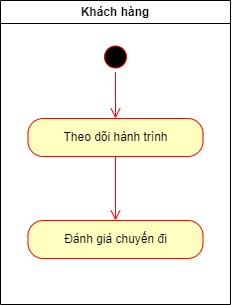 Khách hàng
Theo dõi hành trình
Đánh giá chuyến đi